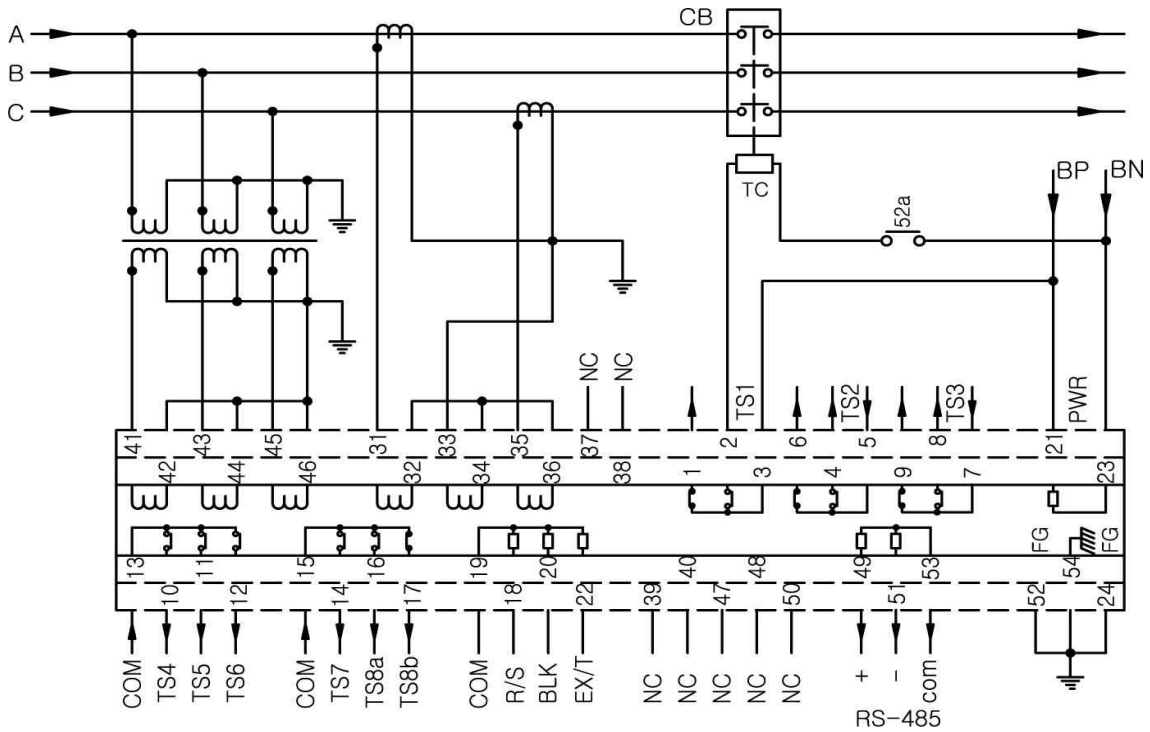 A
B
C
CB
TC
BP
BN
52a
NC
NC
TS1
TS2
TS3
PWR
41
43
45
31
33
35
37
2
6
5
8
21
42
44
46
32
34
36
38
1
3
4
9
7
23
FG
FG
13
11
15
16
19
20
40
48
49
53
54
10
12
14
17
18
22
39
47
50
51
52
24
COM
TS4
TS5
TS6
COM
TS7
TS8a
TS8b
COM
R/S
BLK
EX/T
NC
NC
NC
NC
NC
+
−
com
RS-485